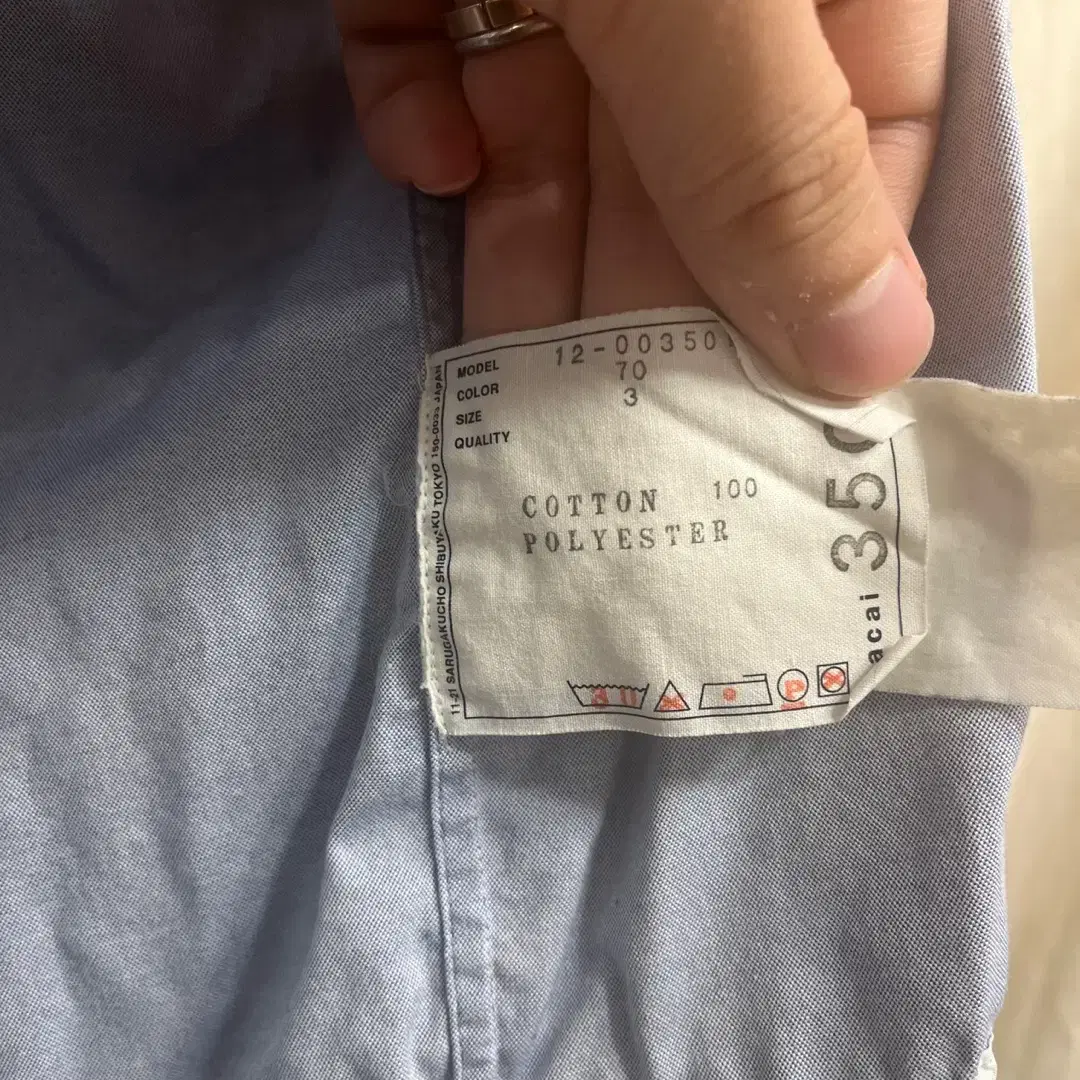 MODEL 12-00350
COLOR 70
SIZE 3
QUALITY
COTTON 100
POLYESTER
30
P
acai 350
11-21 SARUGAKUCHO SHIBUYAKU TOKYO 150-0033 JAPAN